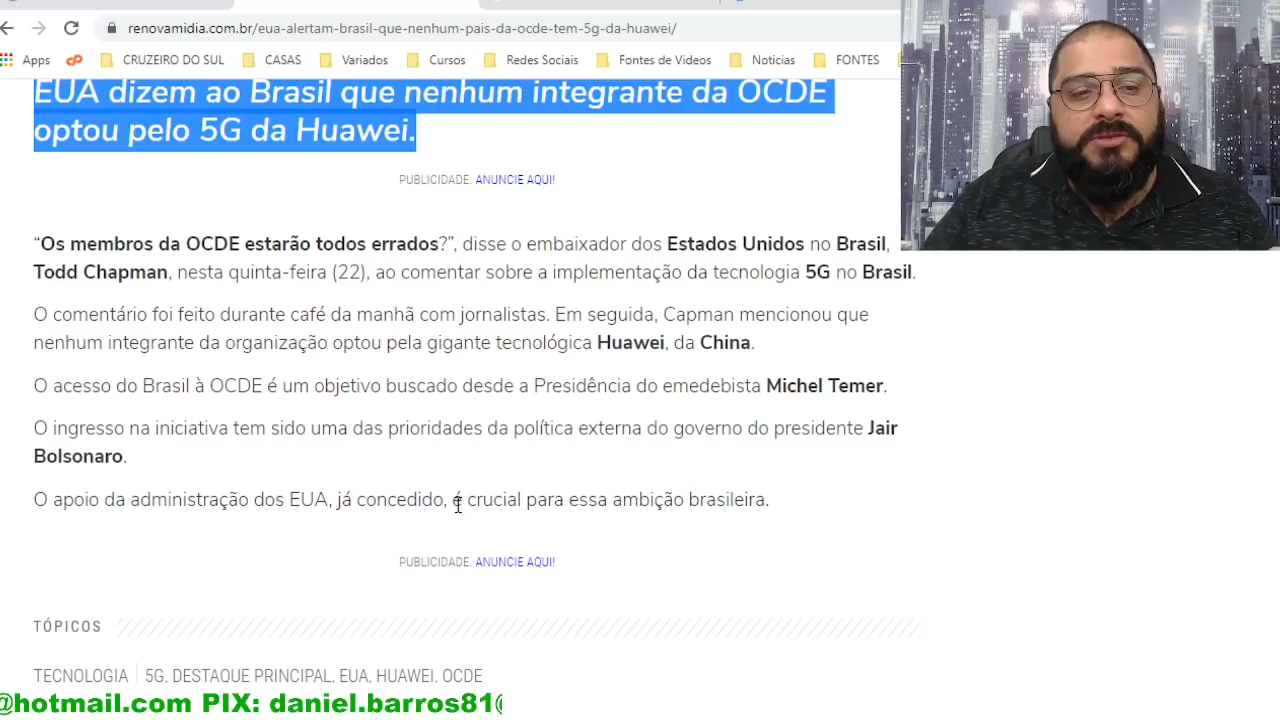 renovamidia.com.br/eua-alertam-brasil-que-nenhum-pais-da-ocde-tem-5g-da-huawei/
Apps CRUZEIRO DO SUL CASAS Variados Cursos Redes Sociais Fontes de Videos Noticias FONTES
EUA dizem ao Brasil que nenhum integrante da OCDE
optou pelo 5G da Huawei.
PUBLICIDADE. ANUNCIE AQUI!
“Os membros da OCDE estarão todos errados?”, disse o embaixador dos Estados Unidos no Brasil,
Todd Chapman, nesta quinta-feira (22), ao comentar sobre a implementação da tecnologia 5G no Brasil.
O comentário foi feito durante café da manhã com jornalistas. Em seguida, Capman mencionou que
nenhum integrante da organização optou pela gigante tecnológica Huawei, da China.
O acesso do Brasil à OCDE é um objetivo buscado desde a Presidência do emedebista Michel Temer.
O ingresso na iniciativa tem sido uma das prioridades da política externa do governo do presidente Jair
Bolsonaro.
O apoio da administração dos EUA, já concedido, é crucial para essa ambição brasileira.
PUBLICIDADE. ANUNCIE AQUI!
TÓPICOS
TECNOLOGIA 5G, DESTAQUE PRINCIPAL, EUA, HUAWEI, OCDE
@hotmail.com PIX: daniel.barros81@